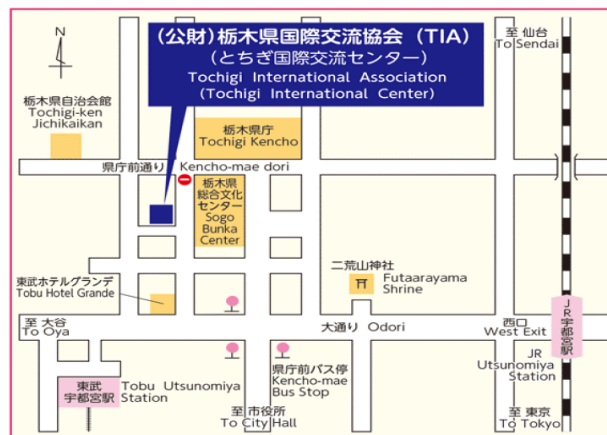 (公財)栃木県国際交流協会 (TIA)
(とちぎ国際交流センター)
Tochigi International Association
(Tochigi International Center)
N
至 仙台
To Sendai
栃木県自治会館
Tochigi-ken
Jichikaikan
栃木県庁
Tochigi Kencho
県庁前通り Kencho-mae dori
栃木県
総合文化
センター
Sogo
Bunka
Center
二荒山神社
Futaarayama
Shrine
東武ホテルグランデ
Tobu Hotel Grande
至 大谷
To Oya
大通り Odori
西口
West Exit
JR宇都宮駅
JR
Utsunomiya
Station
県庁前バス停
Kencho-mae
Bus Stop
東武
宇都宮駅
Tobu Utsunomiya
Station
至 市役所
To City Hall
至 東京
To Tokyo